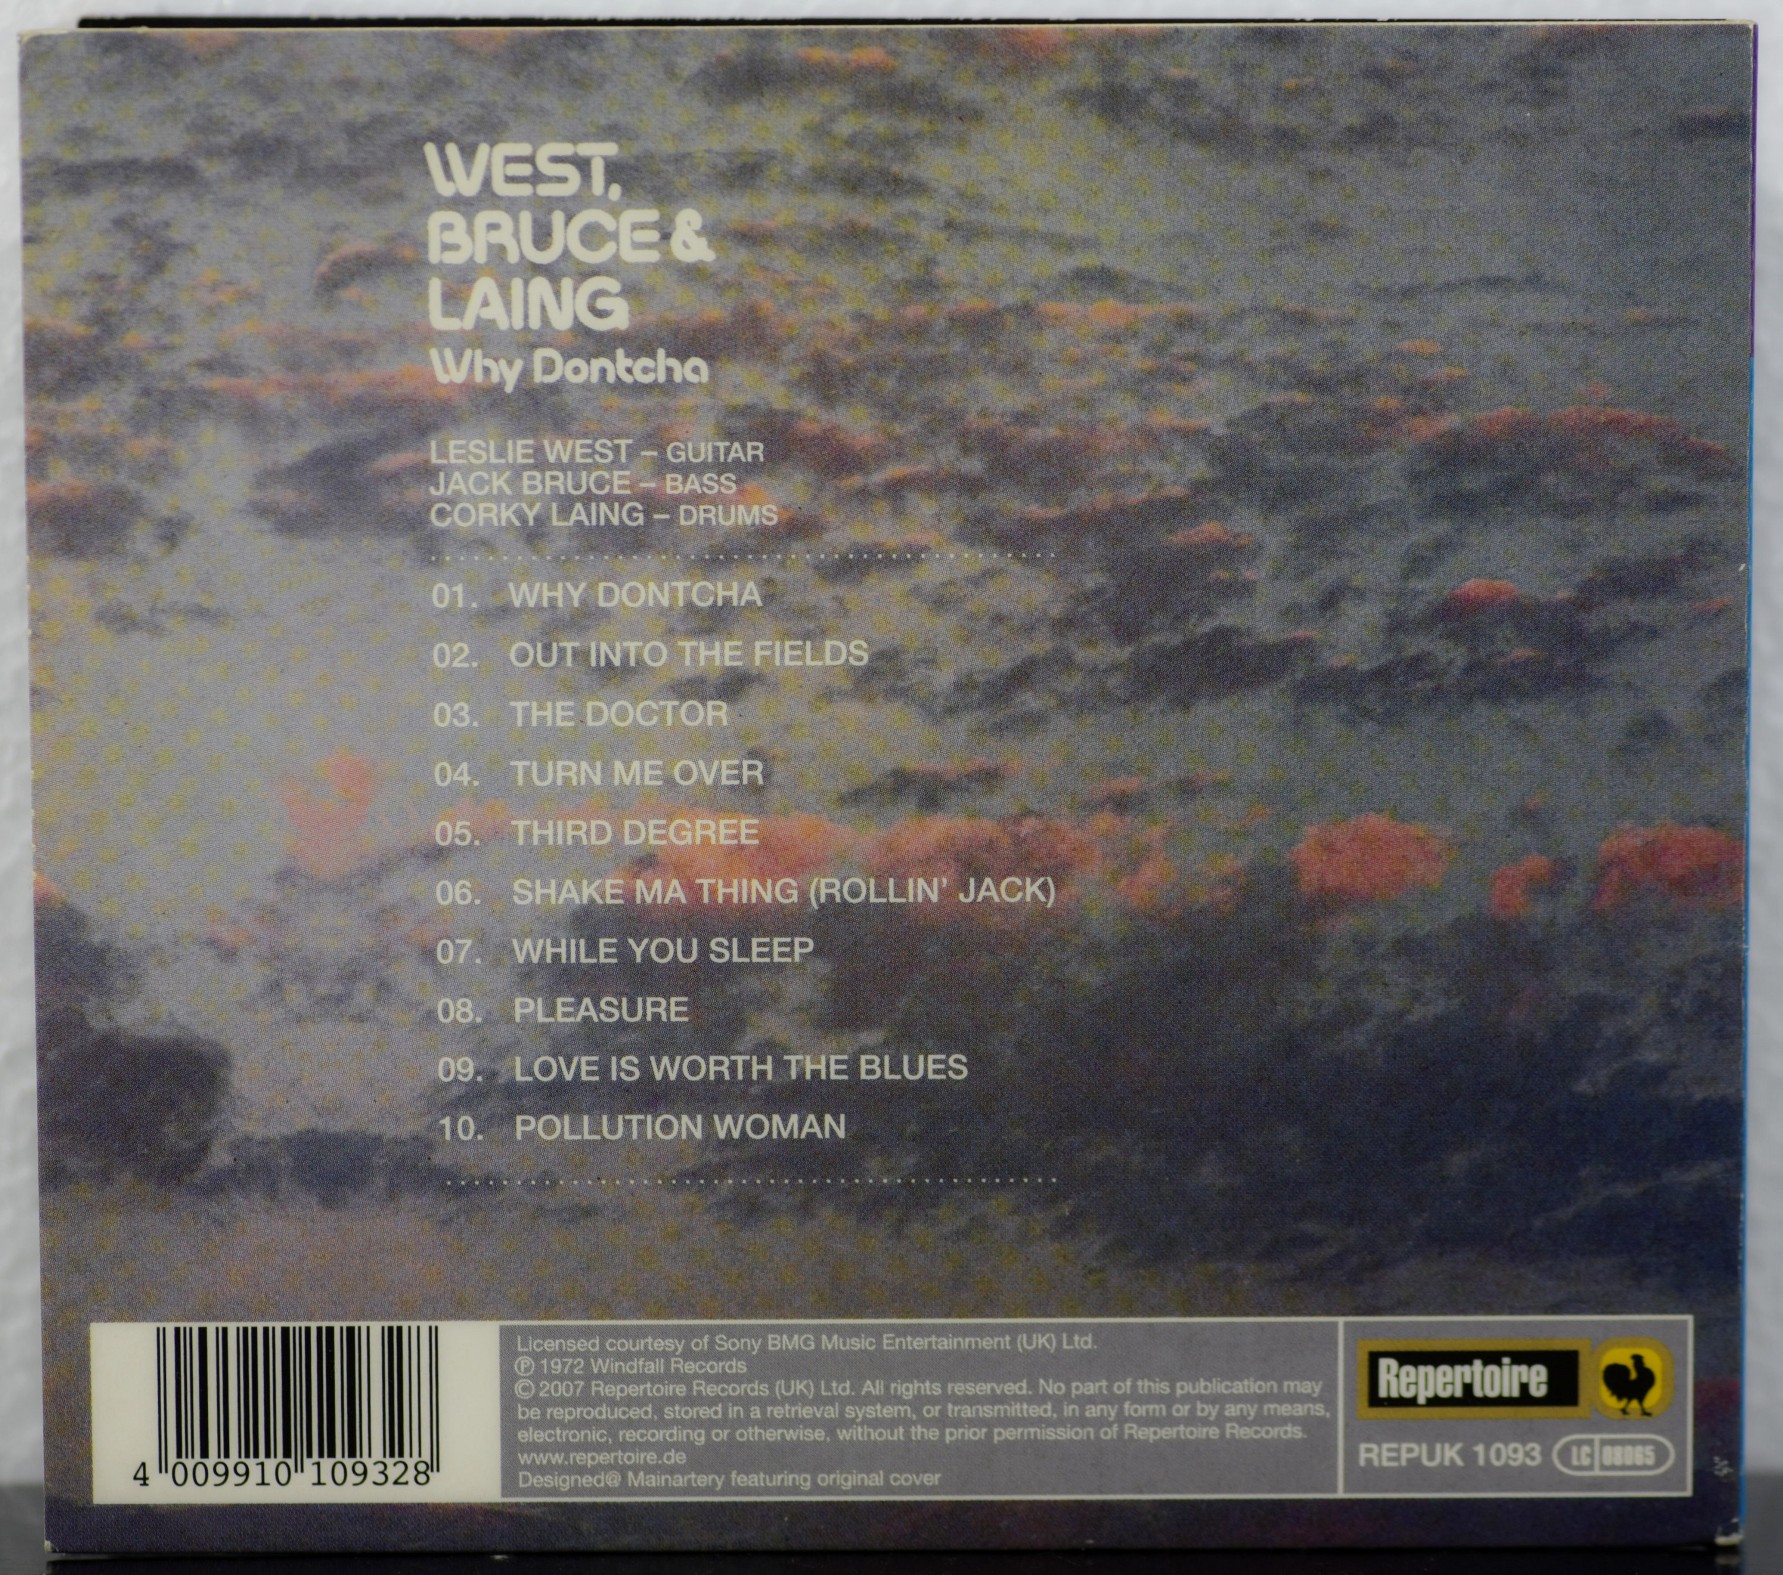 WEST,
BRUCE &
LAING
Why Dontcha
LESLIE WEST – GUITAR
JACK BRUCE – BASS
CORKY LAING – DRUMS
01. WHY DONTCHA
02. OUT INTO THE FIELDS
03. THE DOCTOR
04. TURN ME OVER
05. THIRD DEGREE
06. SHAKE MA THING (ROLLIN' JACK)
07. WHILE YOU SLEEP
08. PLEASURE
09. LOVE IS WORTH THE BLUES
10. POLLUTION WOMAN
4 009910 109328
Licensed courtesy of Sony BMG Music Entertainment (UK) Ltd.
℗ 1972 Windfall Records
© 2007 Repertoire Records (UK) Ltd. All rights reserved. No part of this publication may
be reproduced, stored in a retrieval system, or transmitted, in any form or by any means,
electronic, recording or otherwise, without the prior permission of Repertoire Records.
www.repertoire.de
Designed@ Mainartery featuring original cover
Repertoire
REPUK 1093 LC 08065